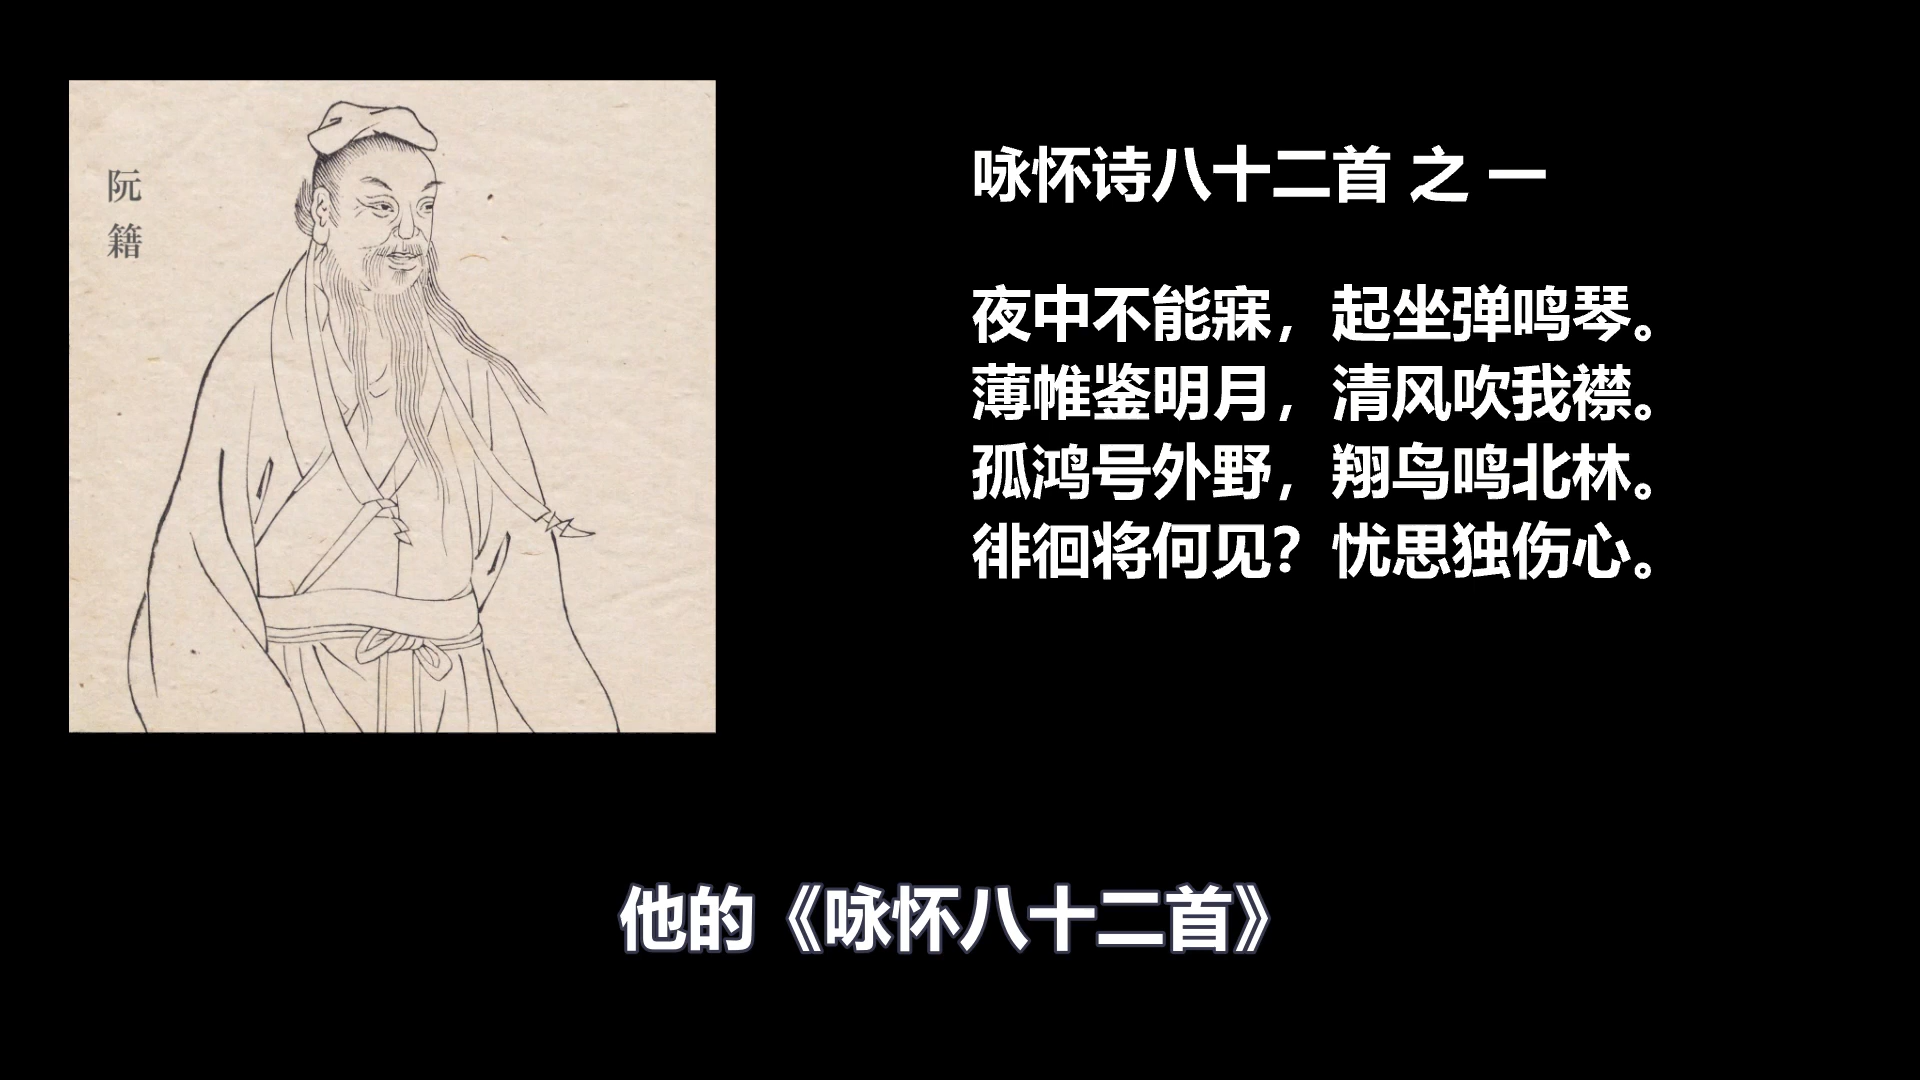 阮籍
咏怀诗八十二首 之 一
夜中不能寐，起坐弹鸣琴。
薄帷鉴明月，清风吹我襟。
孤鸿号外野，翔鸟鸣北林。
徘徊将何见？忧思独伤心。
他的《咏怀八十二首》